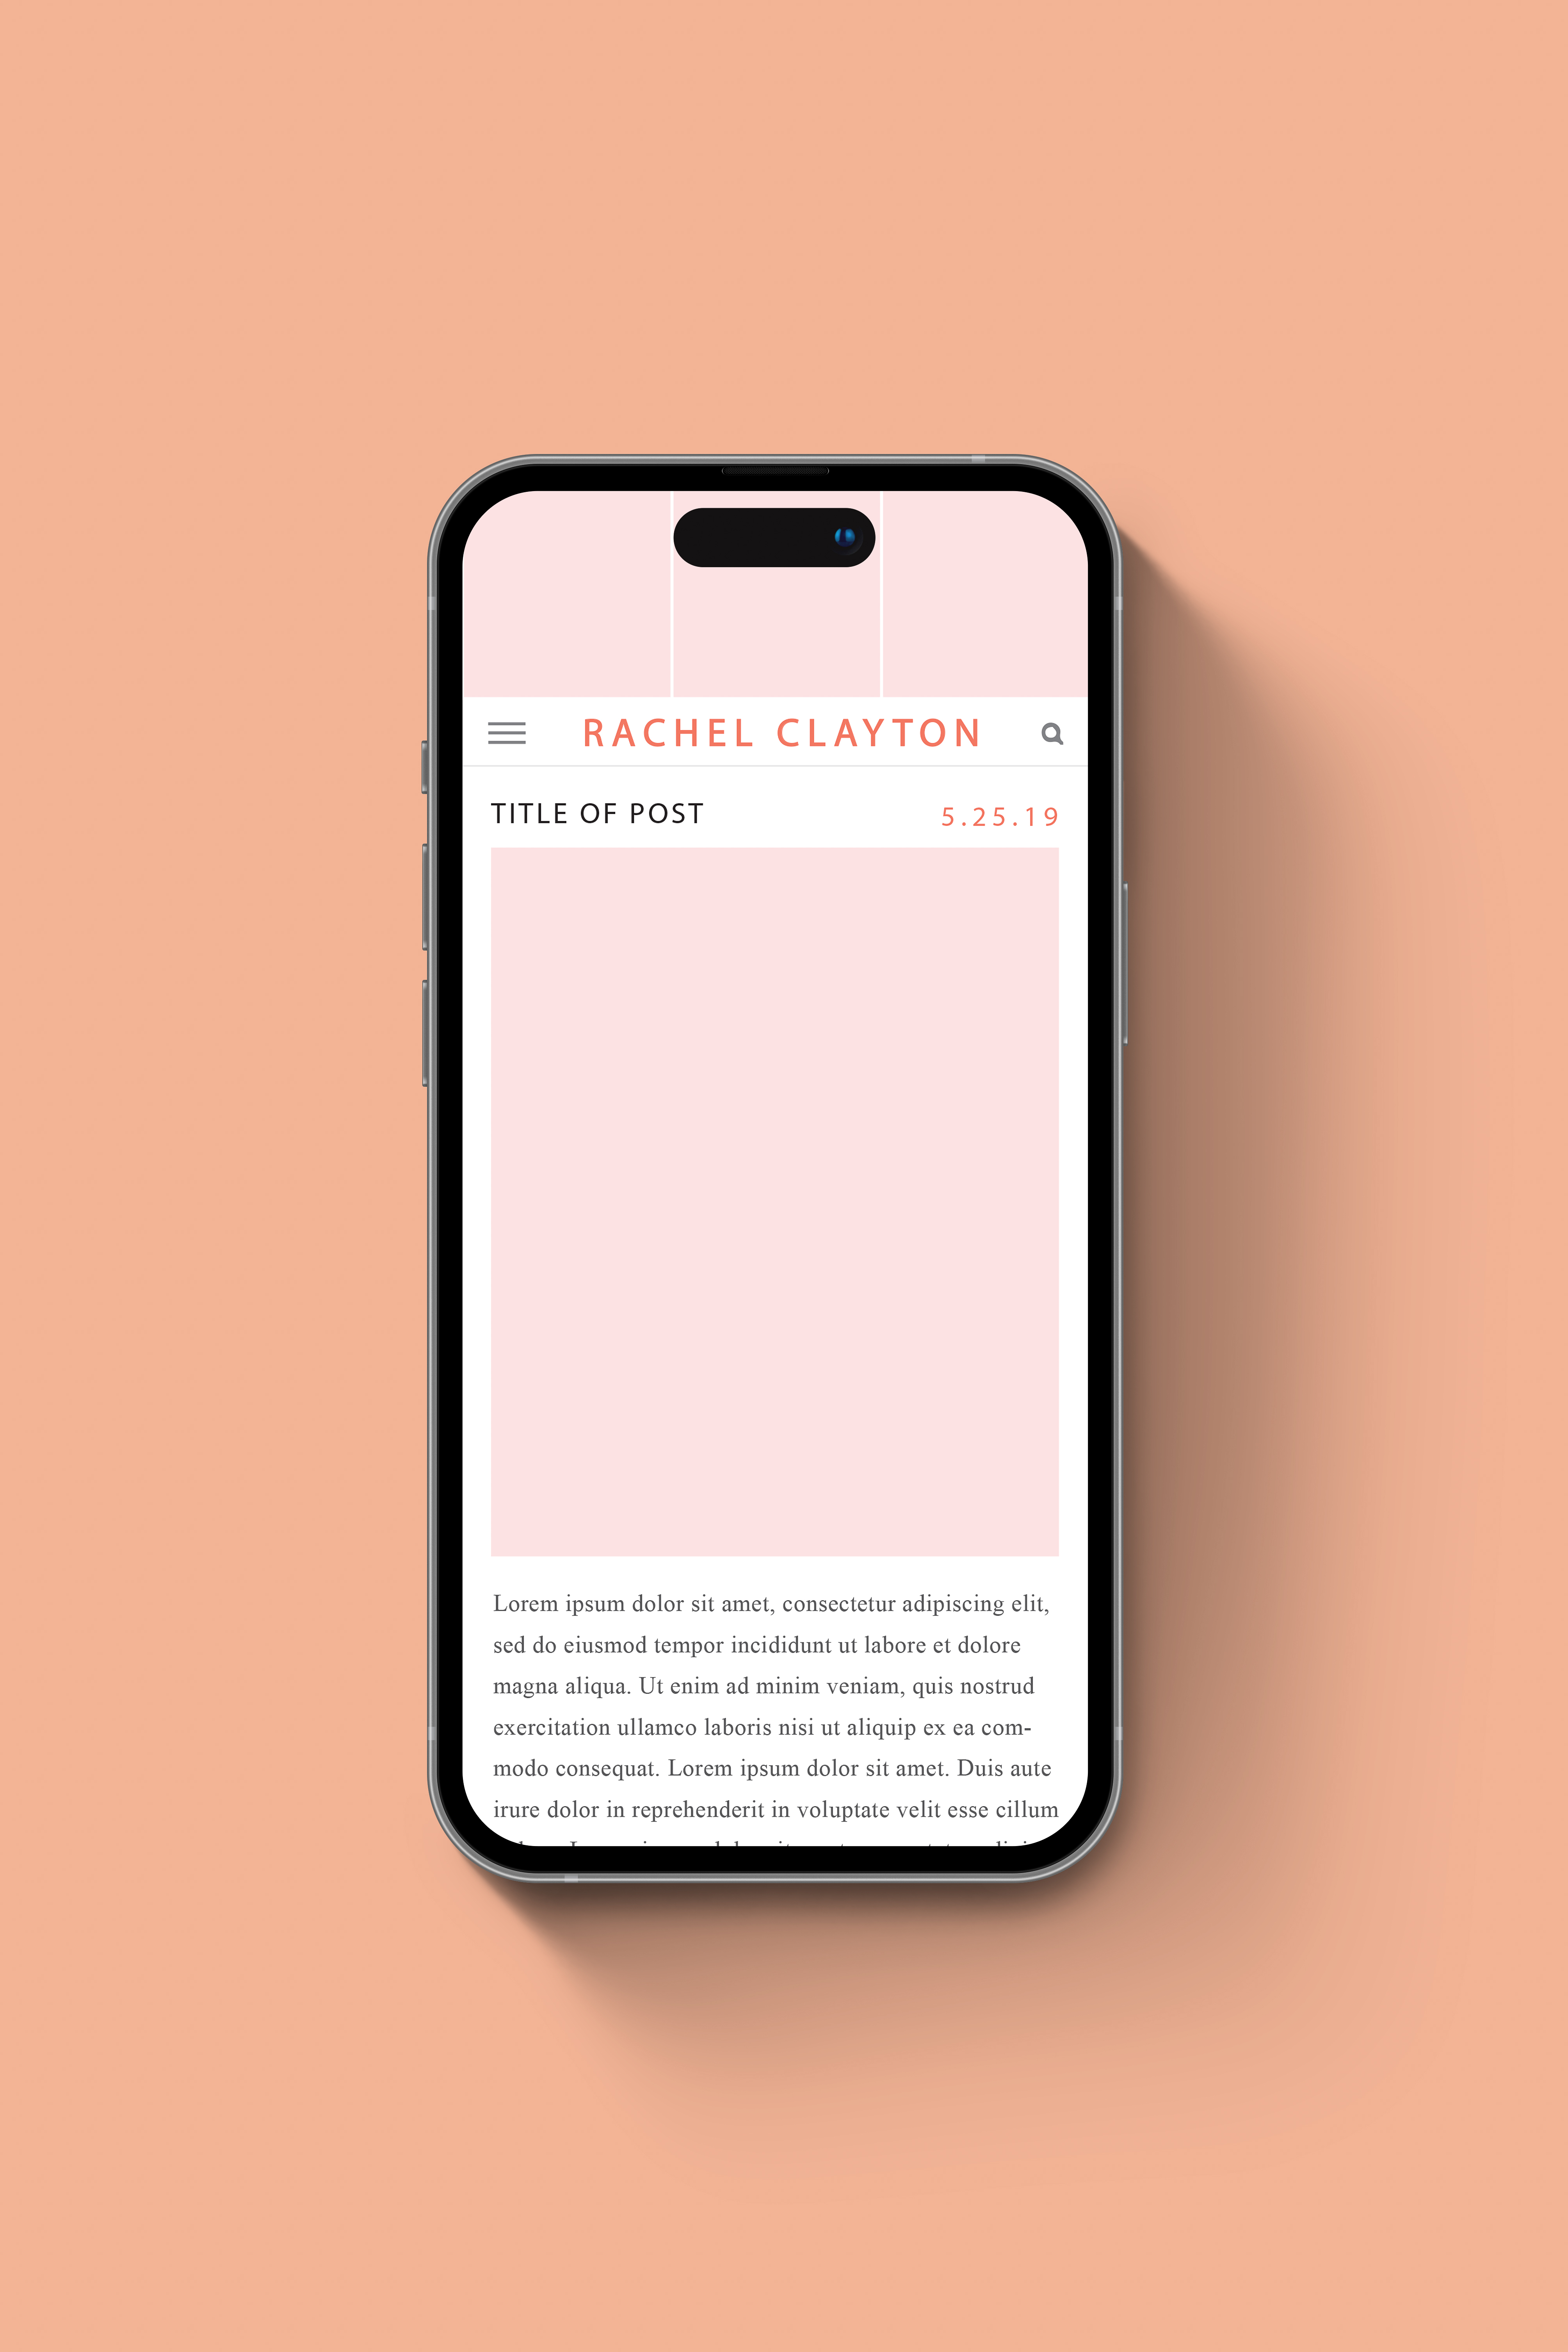 RACHEL CLAYTON
TITLE OF POST
5.25.19
Lorem ipsum dolor sit amet, consectetur adipiscing elit,
sed do eiusmod tempor incididunt ut labore et dolore
magna aliqua. Ut enim ad minim veniam, quis nostrud
exercitation ullamco laboris nisi ut aliquip ex ea com-
modo consequat. Lorem ipsum dolor sit amet. Duis aute
irure dolor in reprehenderit in voluptate velit esse cillum